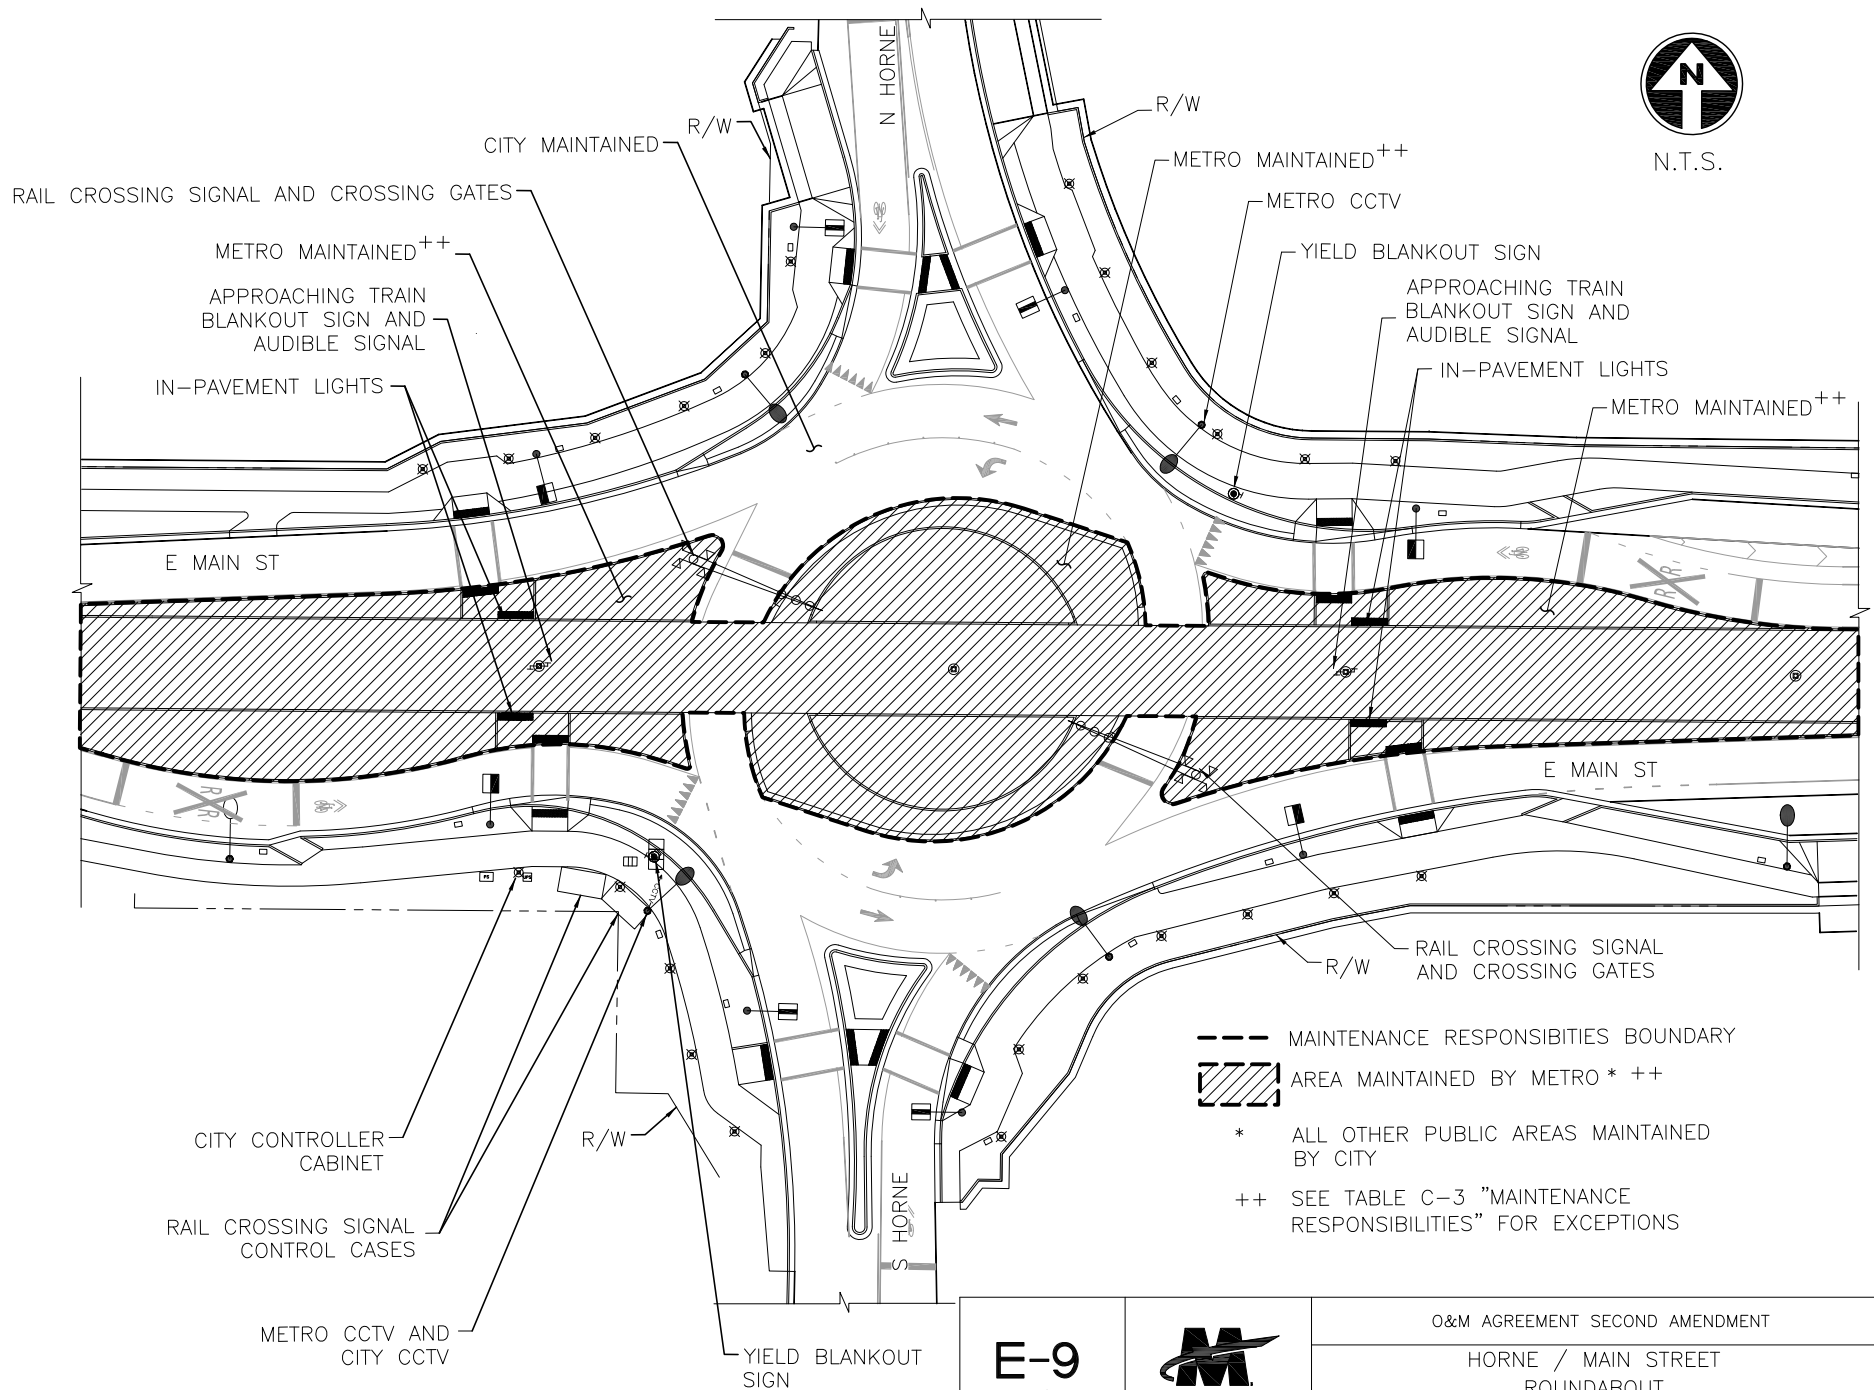 N HORNE
R/W
R/W
N
N.T.S.
CITY MAINTAINED
METRO MAINTAINED++
RAIL CROSSING SIGNAL AND CROSSING GATES
METRO CCTV
METRO MAINTAINED++
YIELD BLANKOUT SIGN
APPROACHING TRAIN
BLANKOUT SIGN AND
AUDIBLE SIGNAL
APPROACHING TRAIN
BLANKOUT SIGN AND
AUDIBLE SIGNAL
IN-PAVEMENT LIGHTS
IN-PAVEMENT LIGHTS
METRO MAINTAINED++
E MAIN ST
R R
E MAIN ST
R R
RAIL CROSSING SIGNAL
AND CROSSING GATES
R/W
MAINTENANCE RESPONSIBITIES BOUNDARY
AREA MAINTAINED BY METRO * ++
* ALL OTHER PUBLIC AREAS MAINTAINED
BY CITY
++ SEE TABLE C-3 "MAINTENANCE
RESPONSIBILITIES" FOR EXCEPTIONS
CITY CONTROLLER
CABINET
R/W
RAIL CROSSING SIGNAL
CONTROL CASES
S HORNE
METRO CCTV AND
CITY CCTV
YIELD BLANKOUT
SIGN
E-9
M
O&M AGREEMENT SECOND AMENDMENT
HORNE / MAIN STREET
ROUNDABOUT